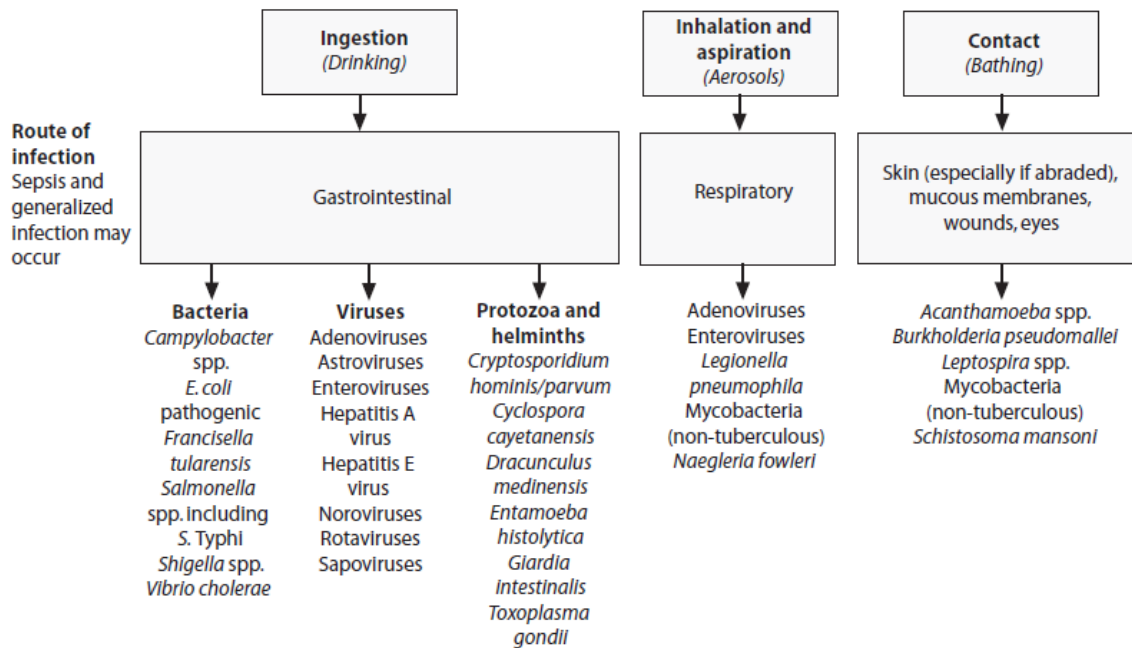 Ingestion
(Drinking)
Inhalation and
aspiration
(Aerosols)
Contact
(Bathing)
Route of
infection
Sepsis and
generalized
infection may
occur
Gastrointestinal
Respiratory
Skin (especially if abraded),
mucous membranes,
wounds, eyes
Bacteria
Campylobacter
spp.
E. coli
pathogenic
Francisella
tularensis
Salmonella
spp. including
S. Typhi
Shigella spp.
Vibrio cholerae
Viruses
Adenoviruses
Astroviruses
Enteroviruses
Hepatitis A
virus
Hepatitis E
virus
Noroviruses
Rotaviruses
Sapoviruses
Protozoa and
helminths
Cryptosporidium
hominis/parvum
Cyclospora
cayetanensis
Dracunculus
medinensis
Entamoeba
histolytica
Giardia
intestinalis
Toxoplasma
gondii
Adenoviruses
Enteroviruses
Legionella
pneumophila
Mycobacteria
(non-tuberculous)
Naegleria fowleri
Acanthamoeba spp.
Burkholderia pseudomallei
Leptospira spp.
Mycobacteria
(non-tuberculous)
Schistosoma mansoni